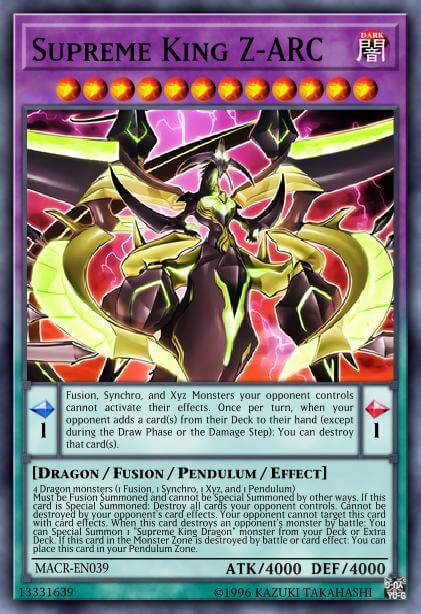 Supreme King Z-ARC
DARK
闇
Fusion, Synchro, and Xyz Monsters your opponent controls
cannot activate their effects. Once per turn, when your
opponent adds a card(s) from their Deck to their hand (except
during the Draw Phase or the Damage Step): You can destroy
that card(s).
1
1
[Dragon / Fusion / Pendulum / Effect]
4 Dragon monsters (1 Fusion, 1 Synchro, 1 Xyz, and 1 Pendulum)
Must be Fusion Summoned and cannot be Special Summoned by other ways. If this
card is Special Summoned: Destroy all cards your opponent controls. Cannot be
destroyed by your opponent's card effects. Your opponent cannot target this card
with card effects. When this card destroys an opponent's monster by battle: You
can Special Summon 1 "Supreme King Dragon" monster from your Deck or Extra
Deck. If this card in the Monster Zone is destroyed by battle or card effect: You can
place this card in your Pendulum Zone.
MACR-EN039
ATK/4000 DEF/4000
13331639
©1996 KAZUKI TAKAHASHI